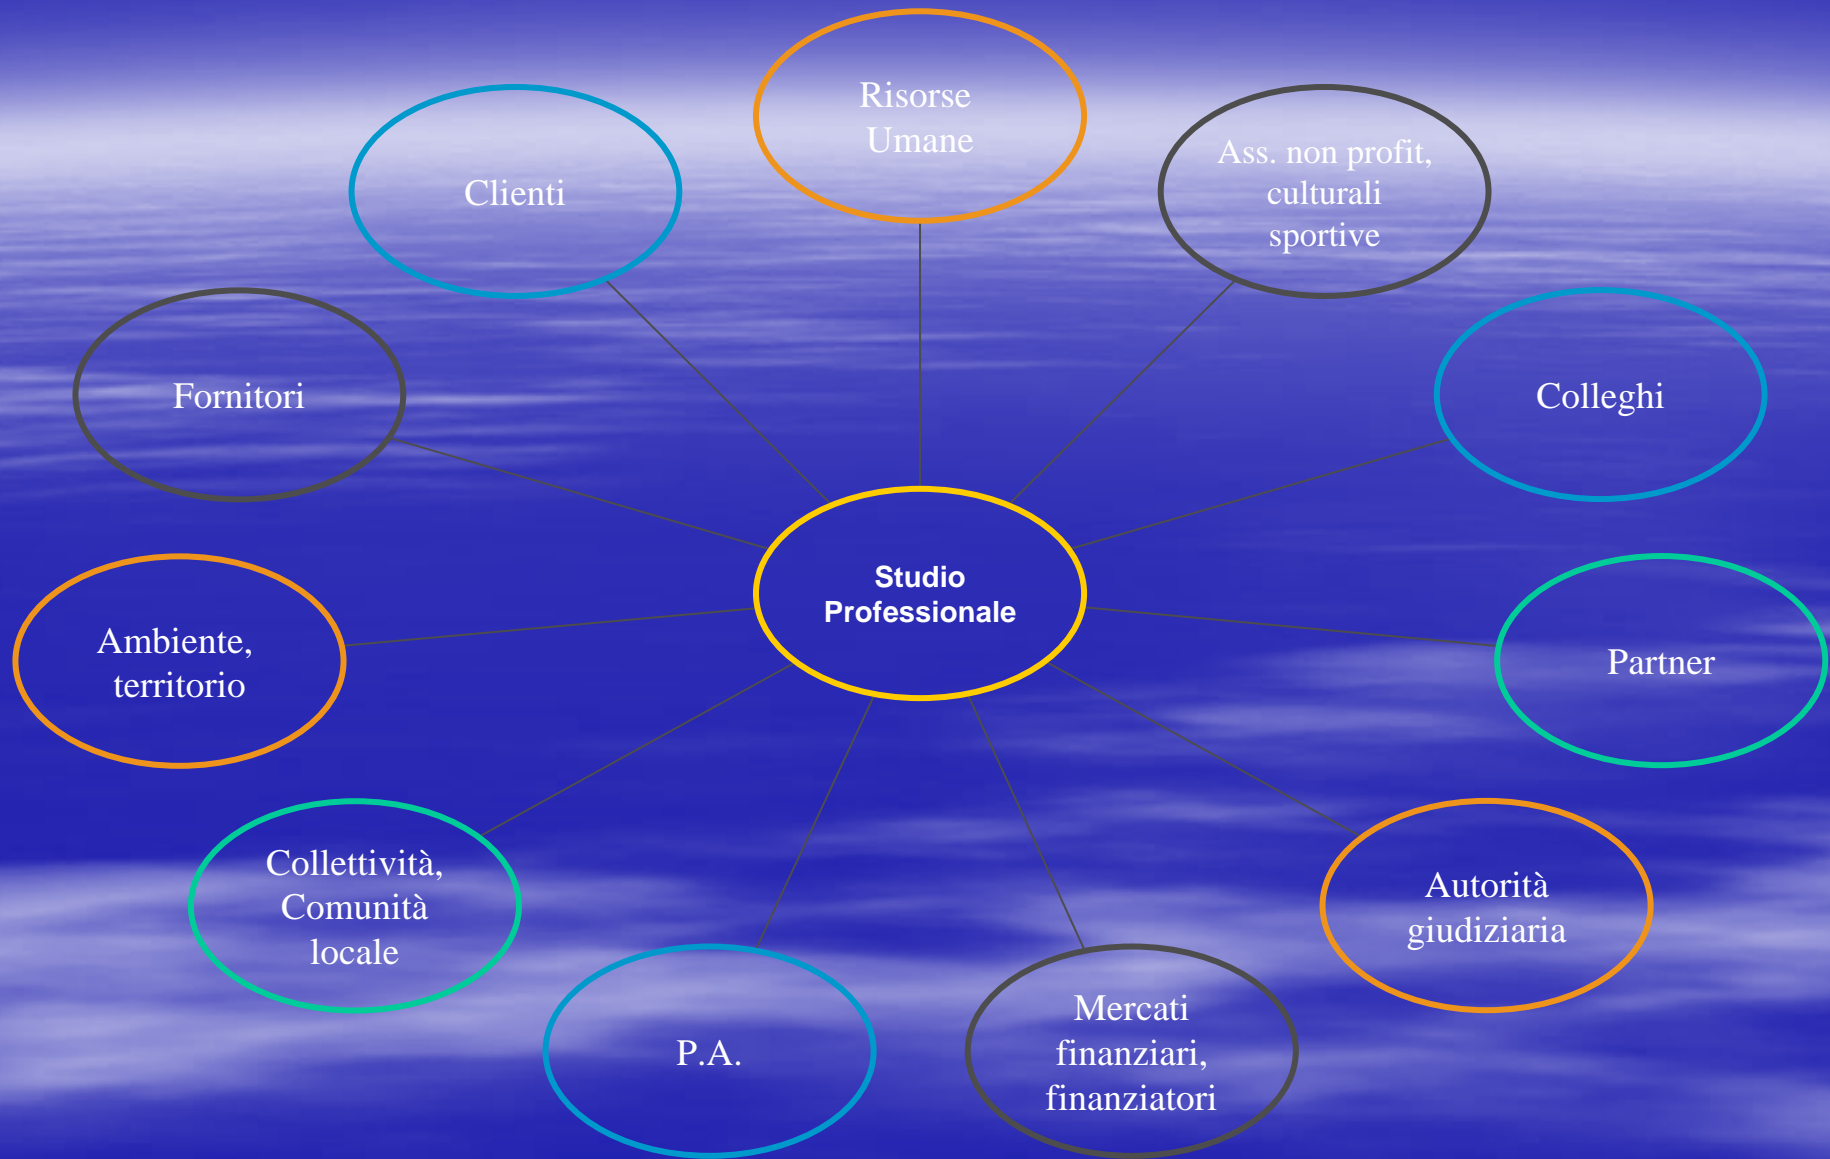 Risorse
Umane
Clienti
Ass. non profit,
culturali
sportive
Fornitori
Colleghi
Studio
Professionale
Ambiente,
territorio
Partner
Collettività,
Comunità
locale
Autorità
giudiziaria
P.A.
Mercati
finanziari,
finanziatori